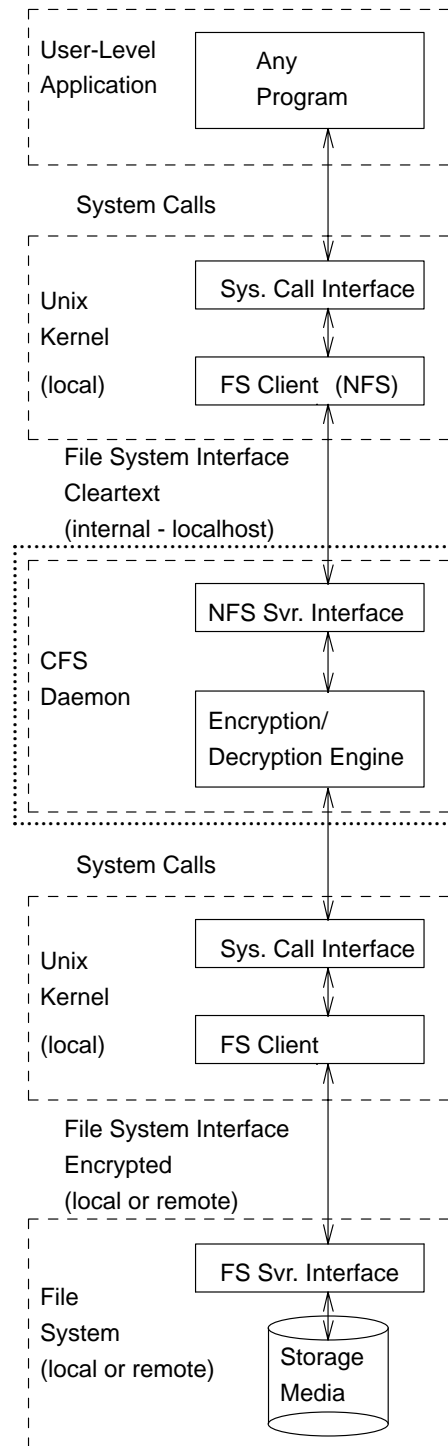 User-Level
Application
Any
Program
System Calls
Unix
Kernel
(local)
Sys. Call Interface
FS Client (NFS)
File System Interface
Cleartext
(internal - localhost)
CFS
Daemon
NFS Svr. Interface
Encryption/
Decryption Engine
System Calls
Unix
Kernel
(local)
Sys. Call Interface
FS Client
File System Interface
Encrypted
(local or remote)
File
System
(local or remote)
FS Svr. Interface
Storage
Media